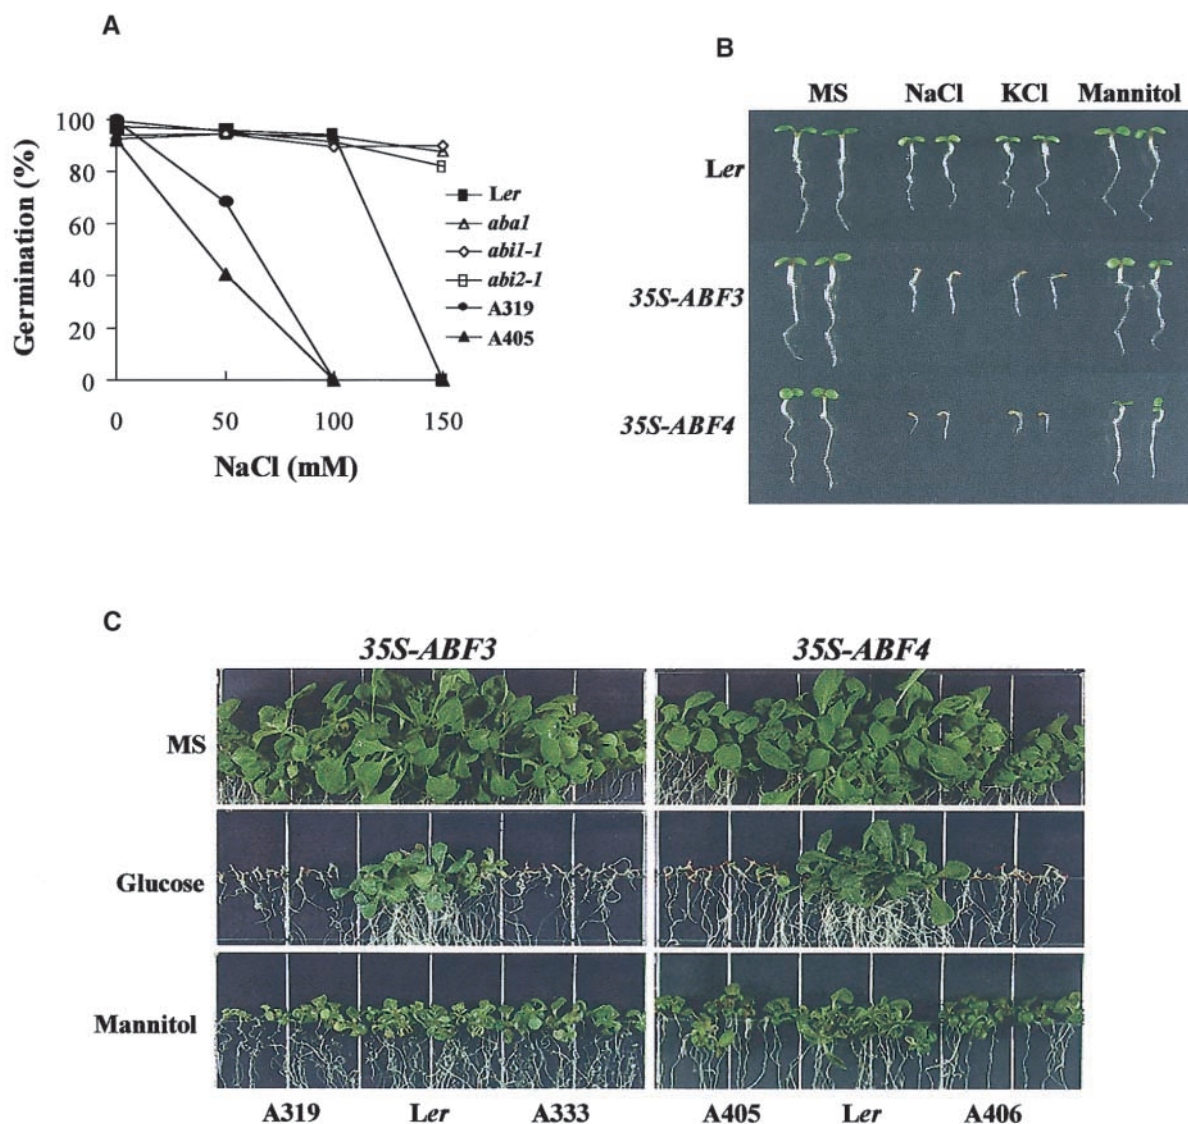 A
Germination (%)
100
80
60
40
20
0
0 50 100 150
NaCl (mM)
Ler
aba1
abi1-1
abi2-1
A319
A405
B
MS NaCl KCl Mannitol
Ler
35S-ABF3
35S-ABF4
C
35S-ABF3 35S-ABF4
MS
Glucose
Mannitol
A319 Ler A333 A405 Ler A406